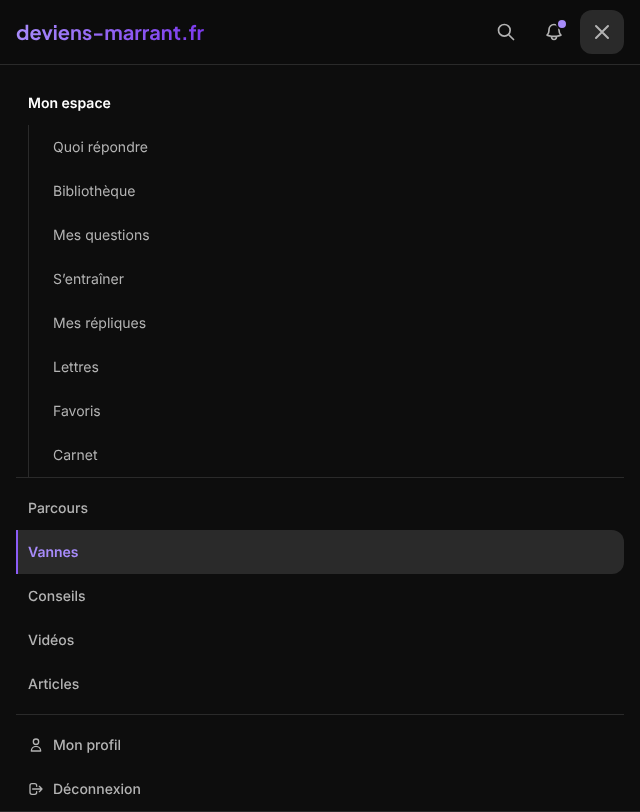 deviens-marrant.fr
Mon espace
Quoi répondre
Bibliothèque
Mes questions
S’entraîner
Mes répliques
Lettres
Favoris
Carnet
Parcours
Vannes
Conseils
Vidéos
Articles
Mon profil
Déconnexion